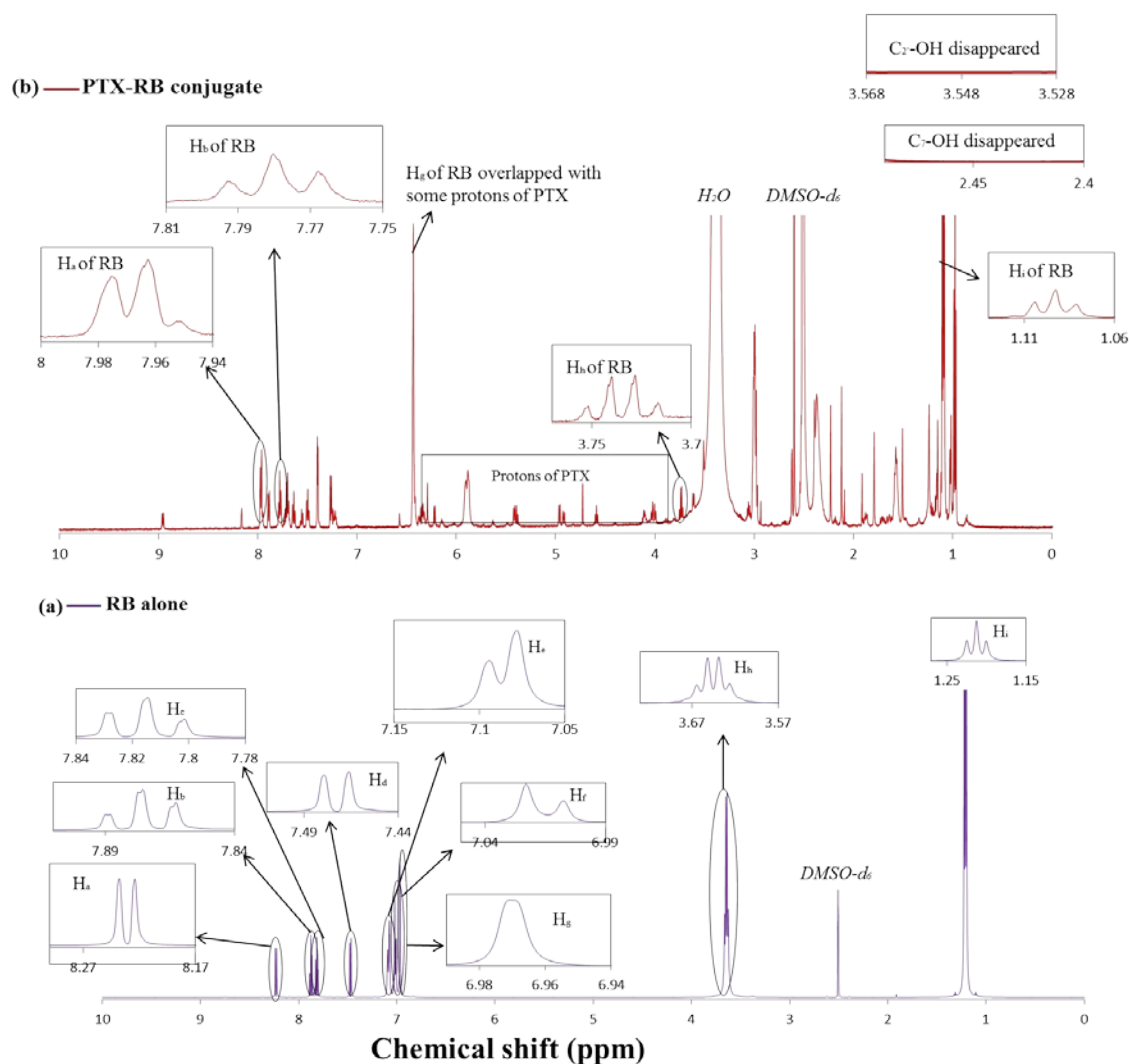 C2'-OH disappeared
3.568 3.548 3.528
(b) PTX-RB conjugate
C7-OH disappeared
2.45 2.4
Hb of RB
7.81 7.79 7.77 7.75
Hg of RB overlapped with
some protons of PTX
H2O
DMSO-d6
Ha of RB
8 7.98 7.96 7.94
Hi of RB
1.11 1.06
Hh of RB
3.75 3.7
Protons of PTX
10 9 8 7 6 5 4 3 2 1 0
(a) RB alone
He
7.15 7.1 7.05
Hi
1.25 1.15
Hh
3.67 3.57
7.84 7.82 7.8 7.78
Hd
7.49 7.44
Hf
7.04 6.99
Hb
7.89 7.84
Ha
8.27 8.17
Hg
6.98 6.96 6.94
DMSO-d6
10 9 8 7 6 5 4 3 2 1 0
Chemical shift (ppm)